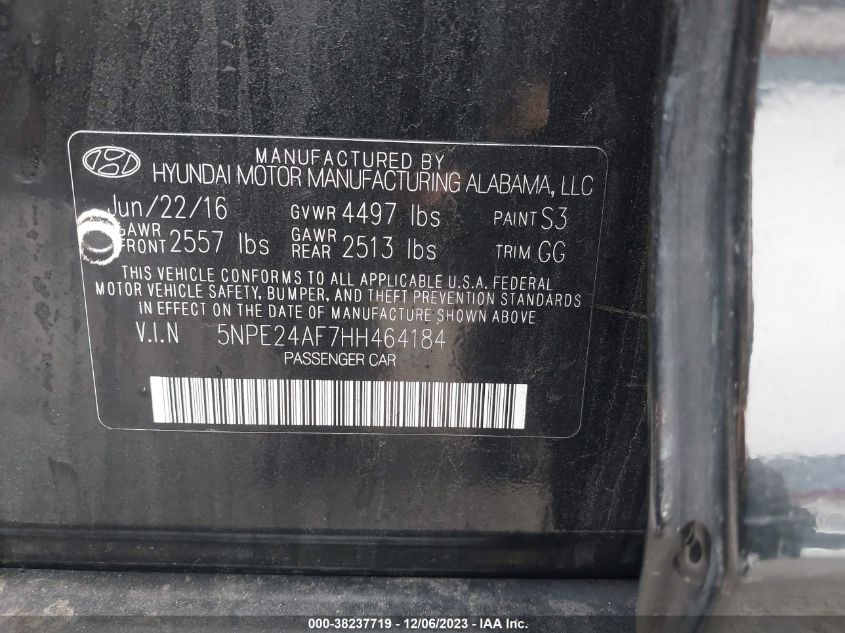 MANUFACTURED BY
HYUNDAI MOTOR MANUFACTURING ALABAMA, LLC
Jun/22/16 GVWR 4497 lbs PAINT S3
GAWR FRONT 2557 lbs GAWR REAR 2513 lbs TRIM GG
THIS VEHICLE CONFORMS TO ALL APPLICABLE U.S.A. FEDERAL
MOTOR VEHICLE SAFETY, BUMPER, AND THEFT PREVENTION STANDARDS
IN EFFECT ON THE DATE OF MANUFACTURE SHOWN ABOVE
V.I.N 5NPE24AF7HH464184
PASSENGER CAR
000-38237719 - 12/06/2023 - IAA Inc.